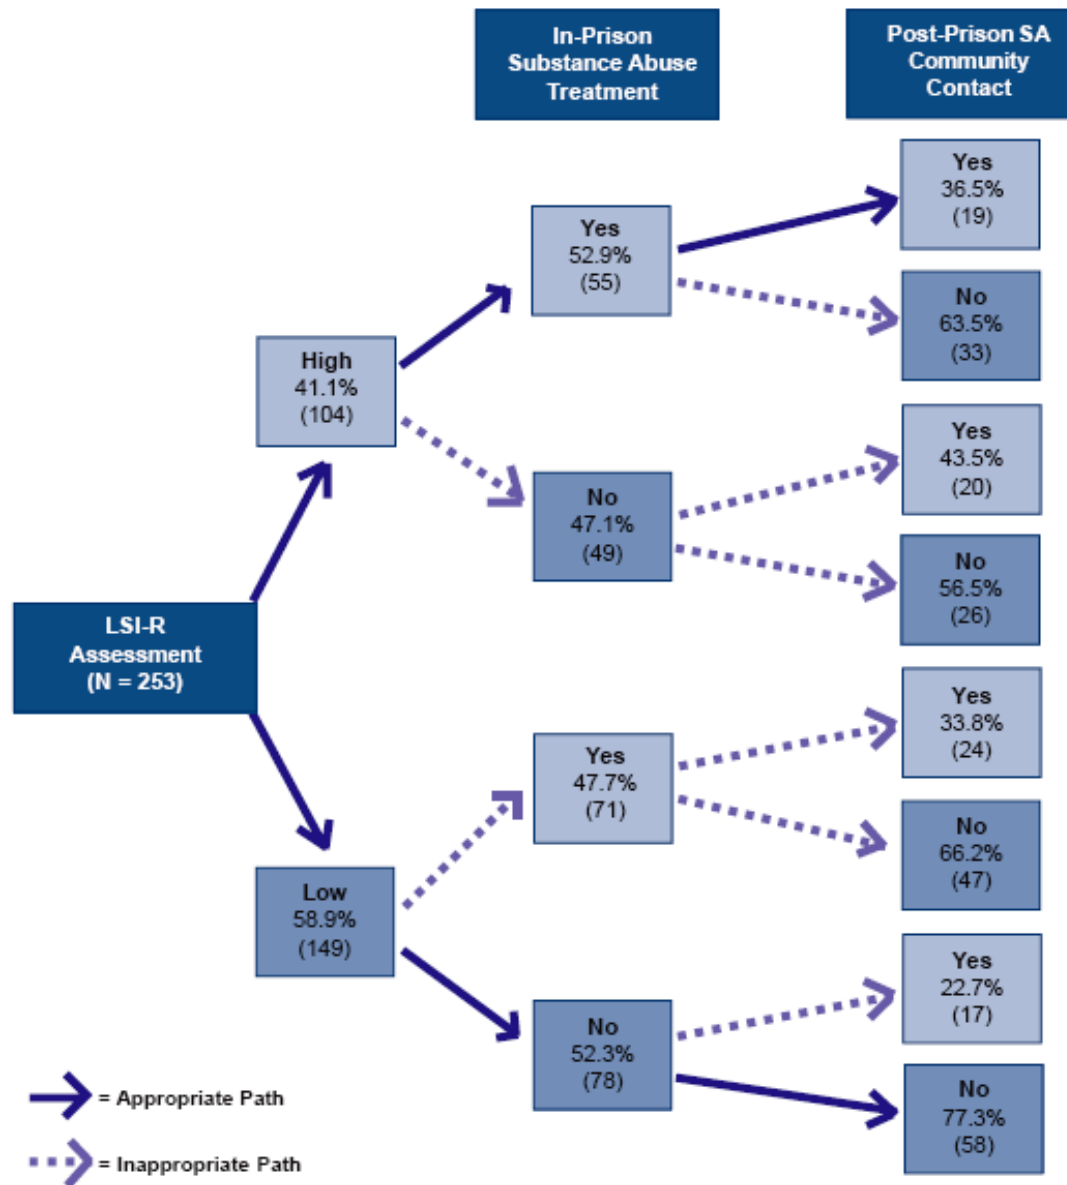 In-Prison
Substance Abuse
Treatment
Post-Prison SA
Community
Contact
Yes
36.5%
(19)
Yes
52.9%
(55)
No
63.5%
(33)
High
41.1%
(104)
Yes
43.5%
(20)
No
47.1%
(49)
No
56.5%
(26)
LSI-R
Assessment
(N = 253)
Yes
33.8%
(24)
Yes
47.7%
(71)
No
66.2%
(47)
Low
58.9%
(149)
Yes
22.7%
(17)
No
52.3%
(78)
No
77.3%
(58)
= Appropriate Path
= Inappropriate Path